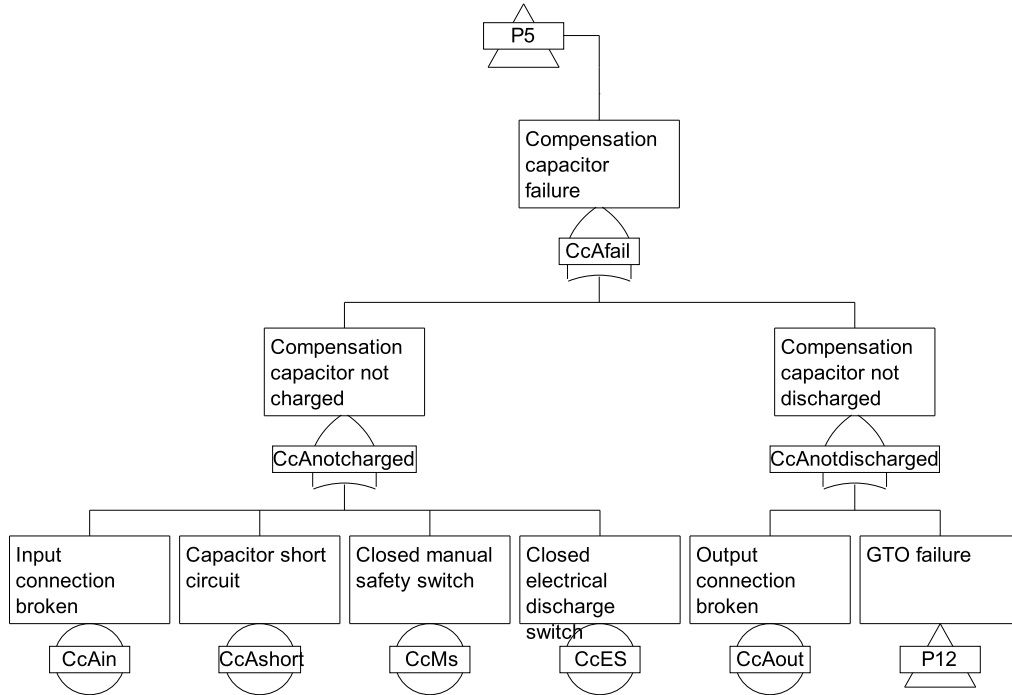 P5
Compensation
capacitor
failure
CcAfail
Compensation
capacitor not
charged
CcAnotcharged
Compensation
capacitor not
discharged
CcAnotdischarged
Input
connection
broken
CcAin
Capacitor short
circuit
CcAshort
Closed manual
safety switch
CcMs
Closed
electrical
discharge
switch
CcES
Output
connection
broken
CcAout
GTO failure
P12